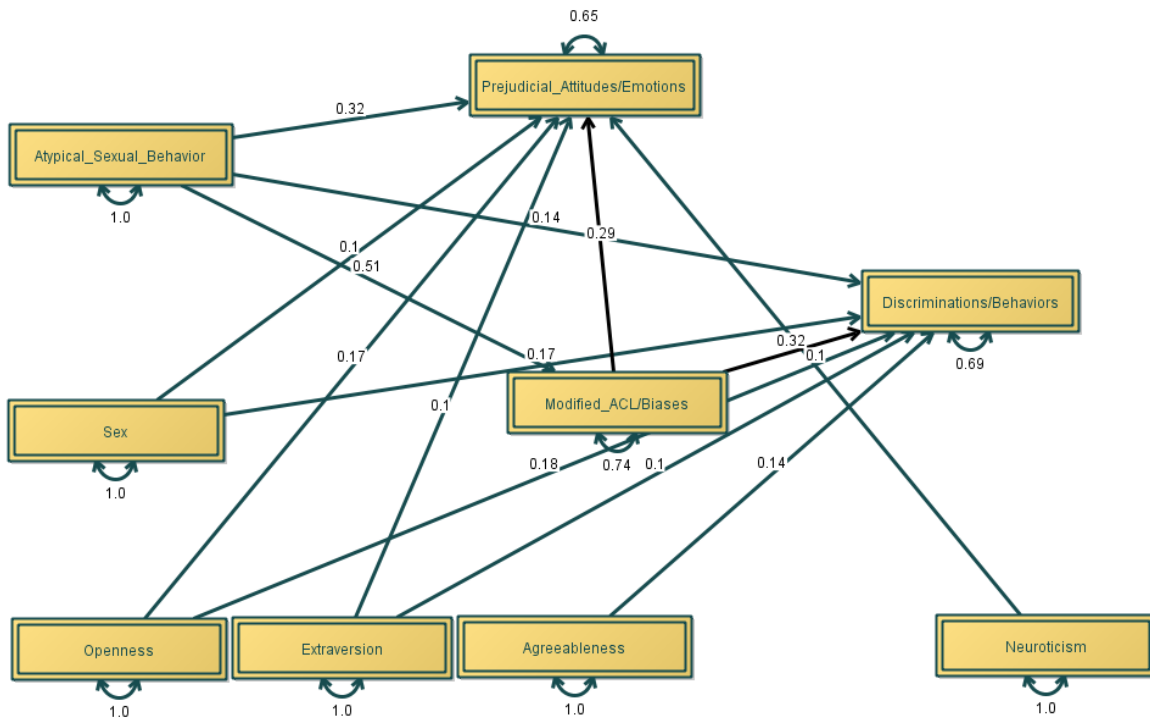 0.65
Prejudicial_Attitudes/Emotions
0.32
Atypical_Sexual_Behavior
1.0
0.14
0.29
0.1
0.51
Discriminations/Behaviors
0.69
0.32
0.1
0.17
0.17
Modified_ACL/Biases
0.74
0.1
Sex
1.0
0.18
0.1
0.14
Openness
1.0
Extraversion
1.0
Agreeableness
1.0
Neuroticism
1.0